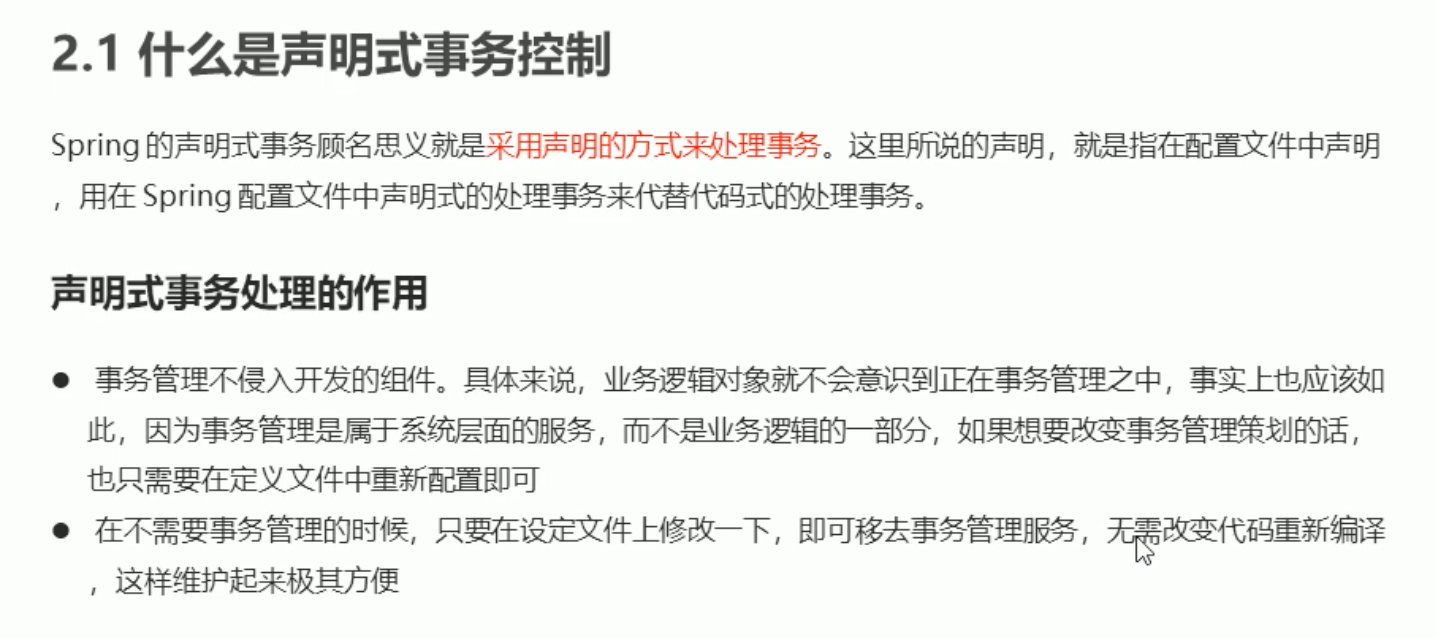 2.1 什么是声明式事务控制
Spring 的声明式事务顾名思义就是采用声明的方式来处理事务。这里所说的声明，就是指在配置文件中声明
，用在 Spring 配置文件中声明式的处理事务来代替代码式的处理事务。
声明式事务处理的作用
● 事务管理不侵入开发的组件。具体来说，业务逻辑对象就不会意识到正在事务管理之中，事实上也应该如
此，因为事务管理是属于系统层面的服务，而不是业务逻辑的一部分，如果想要改变事务管理策划的话，
也只需要在定义文件中重新配置即可
● 在不需要事务管理的时候，只要在设定文件上修改一下，即可移去事务管理服务，无需改变代码重新编译
，这样维护起来极其方便